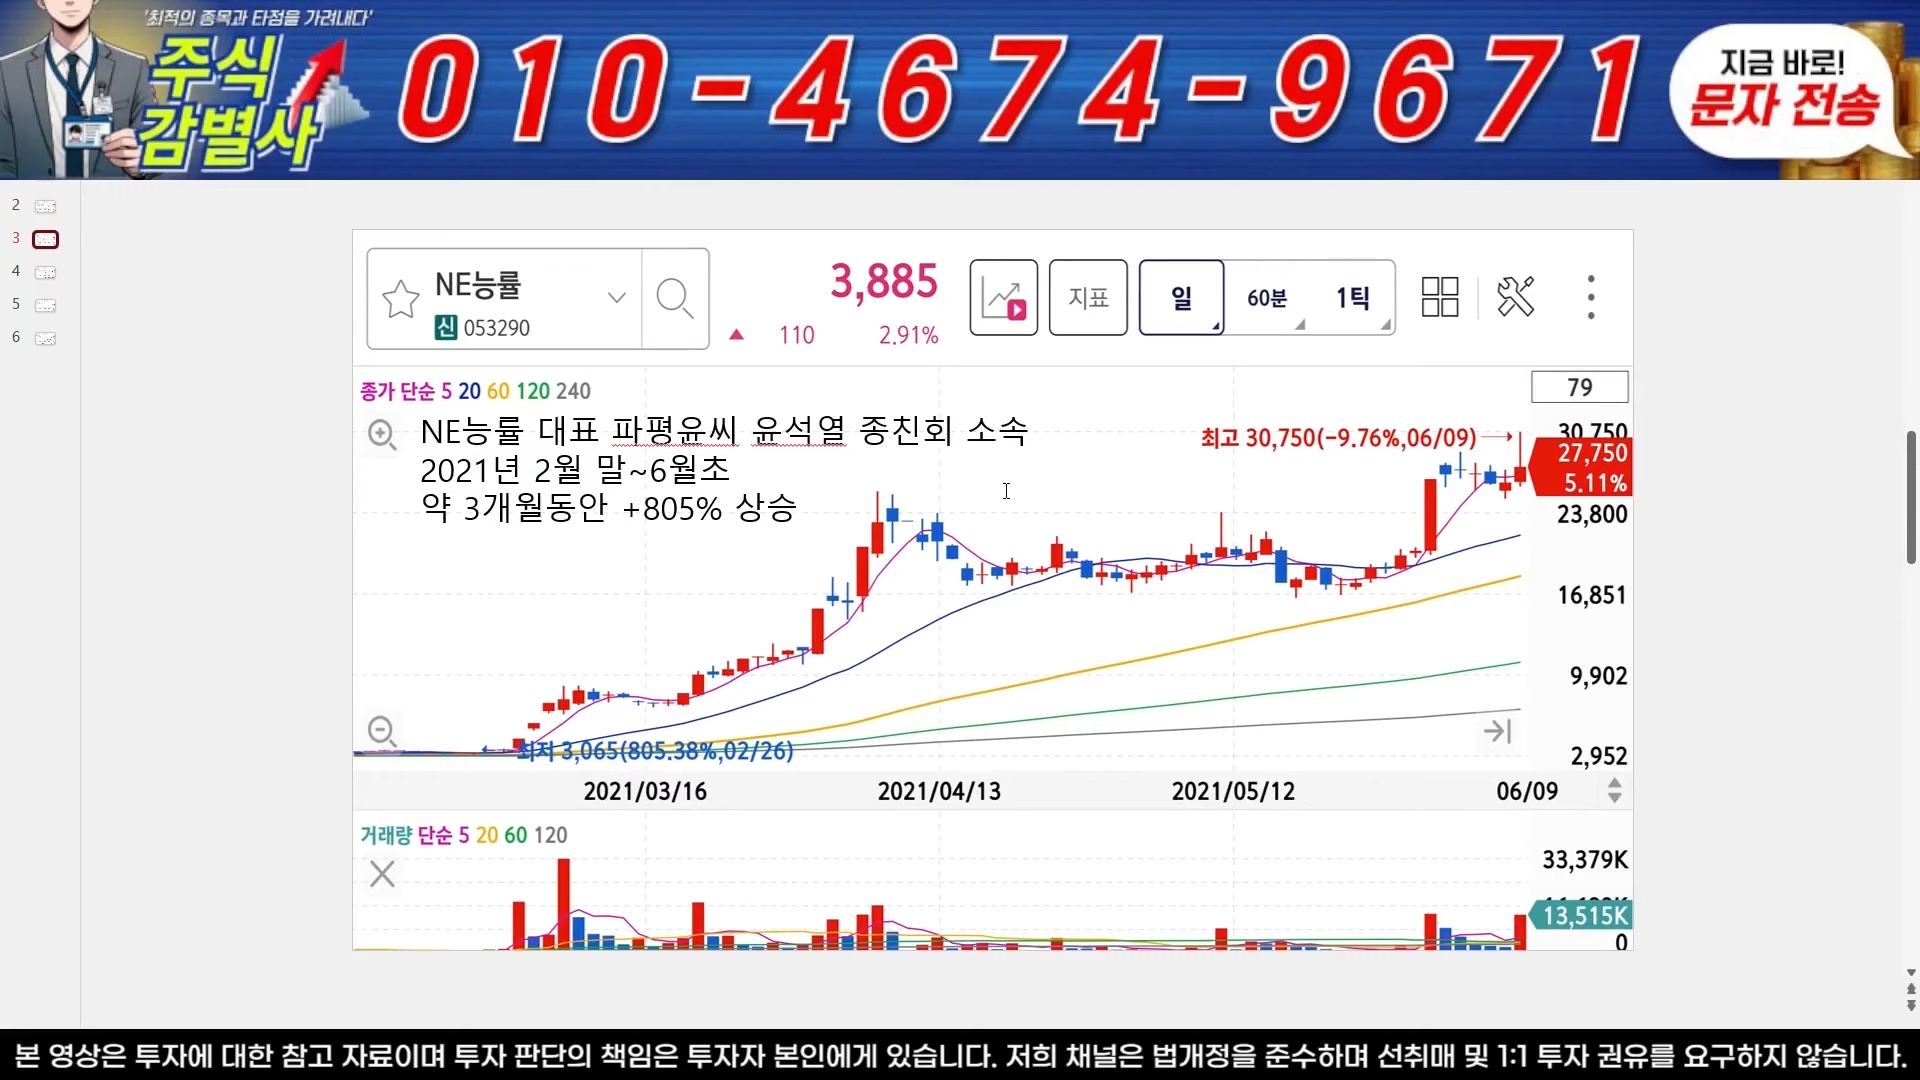 '최적의 종목과 타점을 가려내다'
주식
감별사
010-4674-9671
지금 바로!
문자 전송
2
3
4
5
6
NE능률
신 053290
3,885
110 2.91%
지표
일
60분
1틱
종가 단순 5 20 60 120 240
79
NE능률 대표 파평윤씨 윤석열 종친회 소속
2021년 2월 말~6월초
약 3개월동안 +805% 상승
최고 30,750(-9.76%,06/09)
30,750
27,750
5.11%
23,800
16,851
9,902
2,952
최저 3,065(805.38%,02/26)
2021/03/16
2021/04/13
2021/05/12
06/09
거래량 단순 5 20 60 120
33,379K
13,515K
0
본 영상은 투자에 대한 참고 자료이며 투자 판단의 책임은 투자자 본인에게 있습니다. 저희 채널은 법개정을 준수하며 선취매 및 1:1 투자 권유를 요구하지 않습니다.